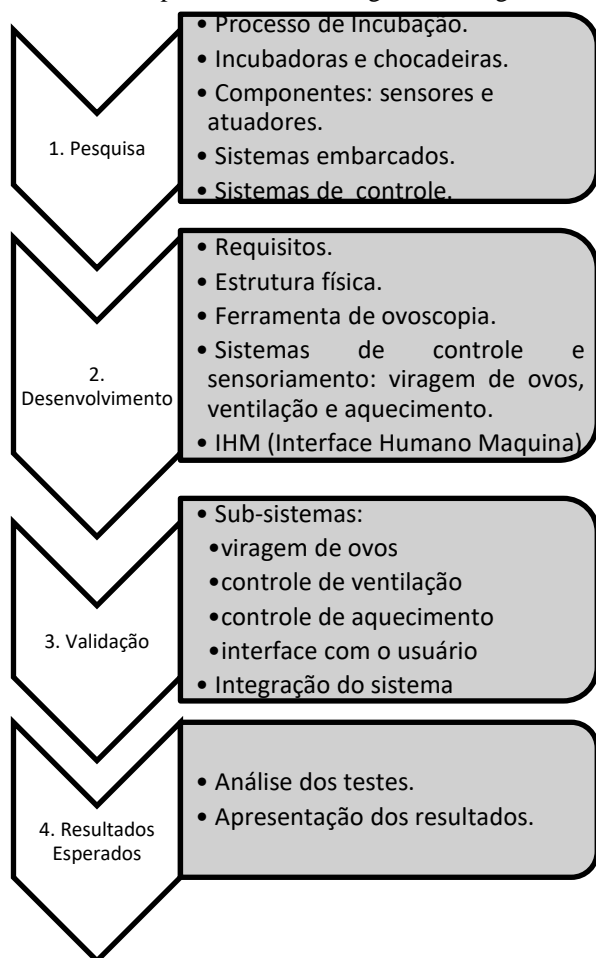 • Processo de Incubação.
• Incubadoras e chocadeiras.
• Componentes: sensores e
atuadores.
• Sistemas embarcados.
• Sistemas de controle.
1. Pesquisa
• Requisitos.
• Estrutura física.
• Ferramenta de ovoscopia.
• Sistemas de controle e
sensoriamento: viragem de ovos,
ventilação e aquecimento.
• IHM (Interface Humano Maquina)
2.
Desenvolvimento
• Sub-sistemas:
•viragem de ovos
•controle de ventilação
•controle de aquecimento
•interface com o usuário
• Integração do sistema
3. Validação
• Análise dos testes.
• Apresentação dos resultados.
4. Resultados
Esperados